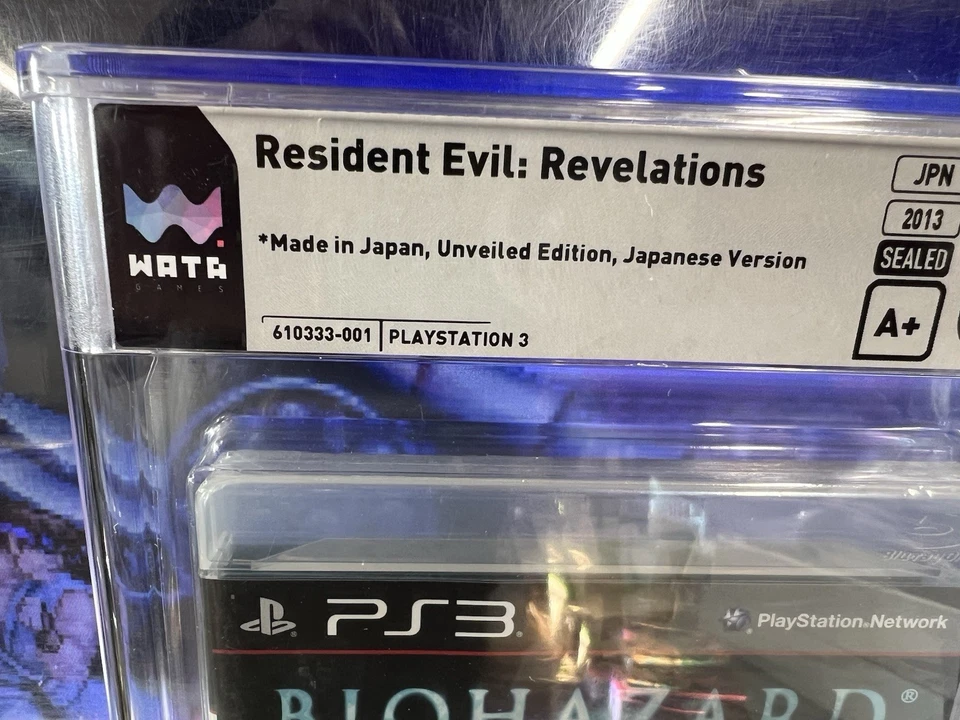 Resident Evil: Revelations
*Made in Japan, Unveiled Edition, Japanese Version
610333-001 PLAYSTATION 3
JPN
2013
SEALED
A+
WATA
GAMES
PS3
PlayStation®Network
BIOHAZARD®